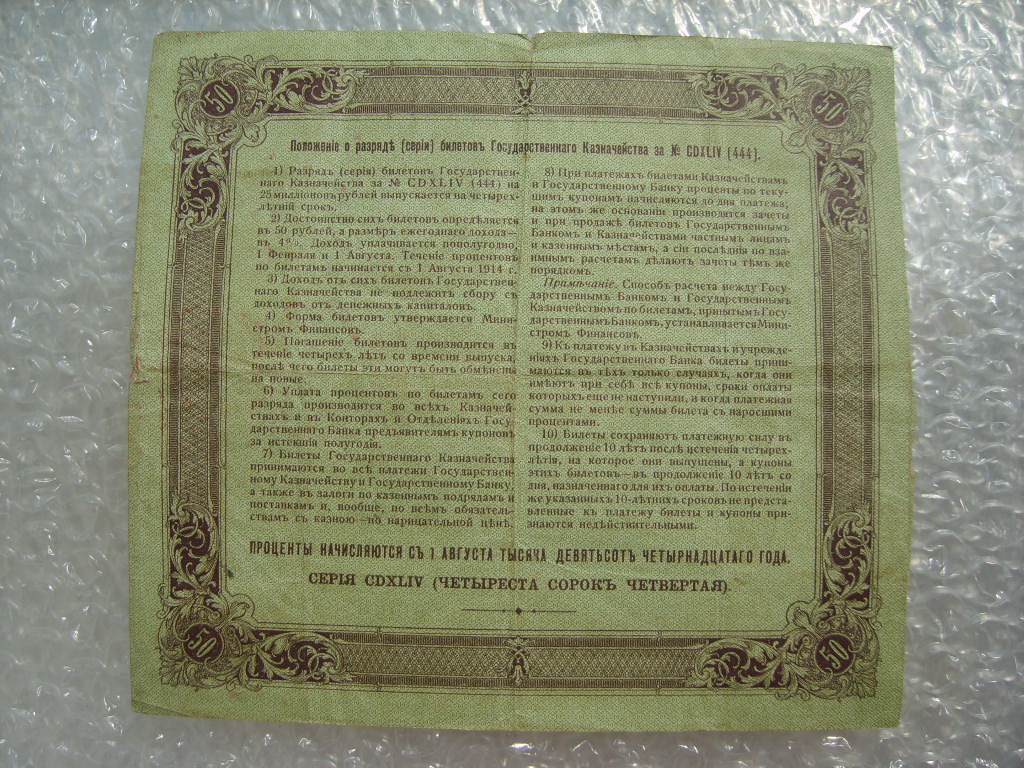 50
50
Положеніе о разрядѣ (серіи) билетовъ Государственнаго Казначейства за № CDXLIV (444).
1) Разрядъ (серія) билетовъ Государствен-
наго Казначейства за № CDXLIV (444) на
25 милліоновъ рублей выпускается на четырех-
лѣтній срокъ.
2) Достоинство сихъ билетовъ опредѣляется
въ 50 рублей, а размѣръ ежегоднаго дохода—
въ 4%. Доходъ уплачивается пополугодно,
1 Февраля и 1 Августа. Теченіе процентовъ
по билетамъ начинается съ 1 Августа 1914 г.
3) Доходъ отъ сихъ билетовъ Государствен-
наго Казначейства не подлежитъ сбору съ
доходовъ отъ денежныхъ капиталовъ.
4) Форма билетовъ утверждается Мини-
стромъ Финансовъ.
5) Погашеніе билетовъ производится въ
теченіе четырехъ лѣтъ со времени выпуска,
послѣ чего билеты эти могутъ быть обмѣнены
на новые.
6) Уплата процентовъ по билетамъ сего
разряда производится во всѣхъ Казначей-
ствахъ и въ Конторахъ и Отдѣленіяхъ Госу-
дарственнаго Банка предъявителямъ купоновъ
за истекшія полугодія.
7) Билеты Государственнаго Казначейства
принимаются во всѣ платежи Государствен-
ному Казначейству и Государственному Банку,
а также въ залоги по казеннымъ подрядамъ и
поставкамъ и, вообще, по всѣмъ обязатель-
ствамъ съ казною—по нарицательной цѣнѣ.
8) При платежахъ билетами Казначействамъ
и Государственному Банку проценты по теку-
щимъ купонамъ начисляются до дня платежа,
на этомъ же основаніи производятся зачеты
и при продажѣ билетовъ Государственнымъ
Банкомъ и Казначействами частнымъ лицамъ
и казеннымъ мѣстамъ, а сіи послѣднія по вза-
имнымъ расчетамъ дѣлаютъ зачеты тѣмъ же
порядкомъ.
Примѣчаніе. Способъ расчета между Госу-
дарственнымъ Банкомъ и Государственнымъ
Казначействомъ по билетамъ, принятымъ Го-
сударственнымъ Банкомъ, устанавливается Мини-
стромъ Финансовъ.
9) Къ платежу въ Казначействахъ и учрежде-
ніяхъ Государственнаго Банка билеты прини-
маются въ тѣхъ только случаяхъ, когда они
имѣютъ при себѣ всѣ купоны, сроки оплаты
которыхъ еще не наступили, и когда платежная
сумма не менѣе суммы билета съ наросшими
процентами.
10) Билеты сохраняютъ платежную силу въ
продолженіе 10 лѣтъ послѣ истеченія четырех-
лѣтія, на которое они выпущены, а купоны
этихъ билетовъ—въ продолженіе 10 лѣтъ со
дня, назначеннаго для ихъ оплаты. По истеченіи
же указанныхъ 10-лѣтнихъ сроковъ не предста-
вленные къ платежу билеты и купоны при-
знаются недѣйствительными.
ПРОЦЕНТЫ НАЧИСЛЯЮТСЯ СЪ 1 АВГУСТА ТЫСЯЧА ДЕВЯТЬСОТЪ ЧЕТЫРНАДЦАТАГО ГОДА.
СЕРІЯ CDXLIV (ЧЕТЫРЕСТА СОРОКЪ ЧЕТВЕРТАЯ).
50
50